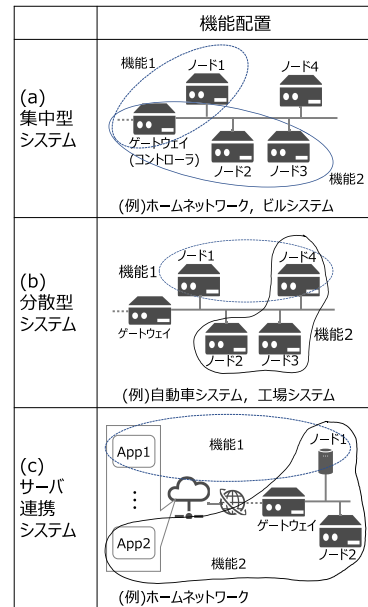 機能配置
(a)
集中型
システム
機能1
ノード1
ノード4
ゲートウェイ
(コントローラ)
ノード2
ノード3
機能2
(例)ホームネットワーク，ビルシステム
(b)
分散型
システム
機能1
ノード1
ノード4
ゲートウェイ
ノード2
ノード3
機能2
(例)自動車システム，工場システム
(c)
サーバ
連携
システム
App1
機能1
ノード1
⋮
ゲートウェイ
App2
機能2
ノード2
(例)ホームネットワーク